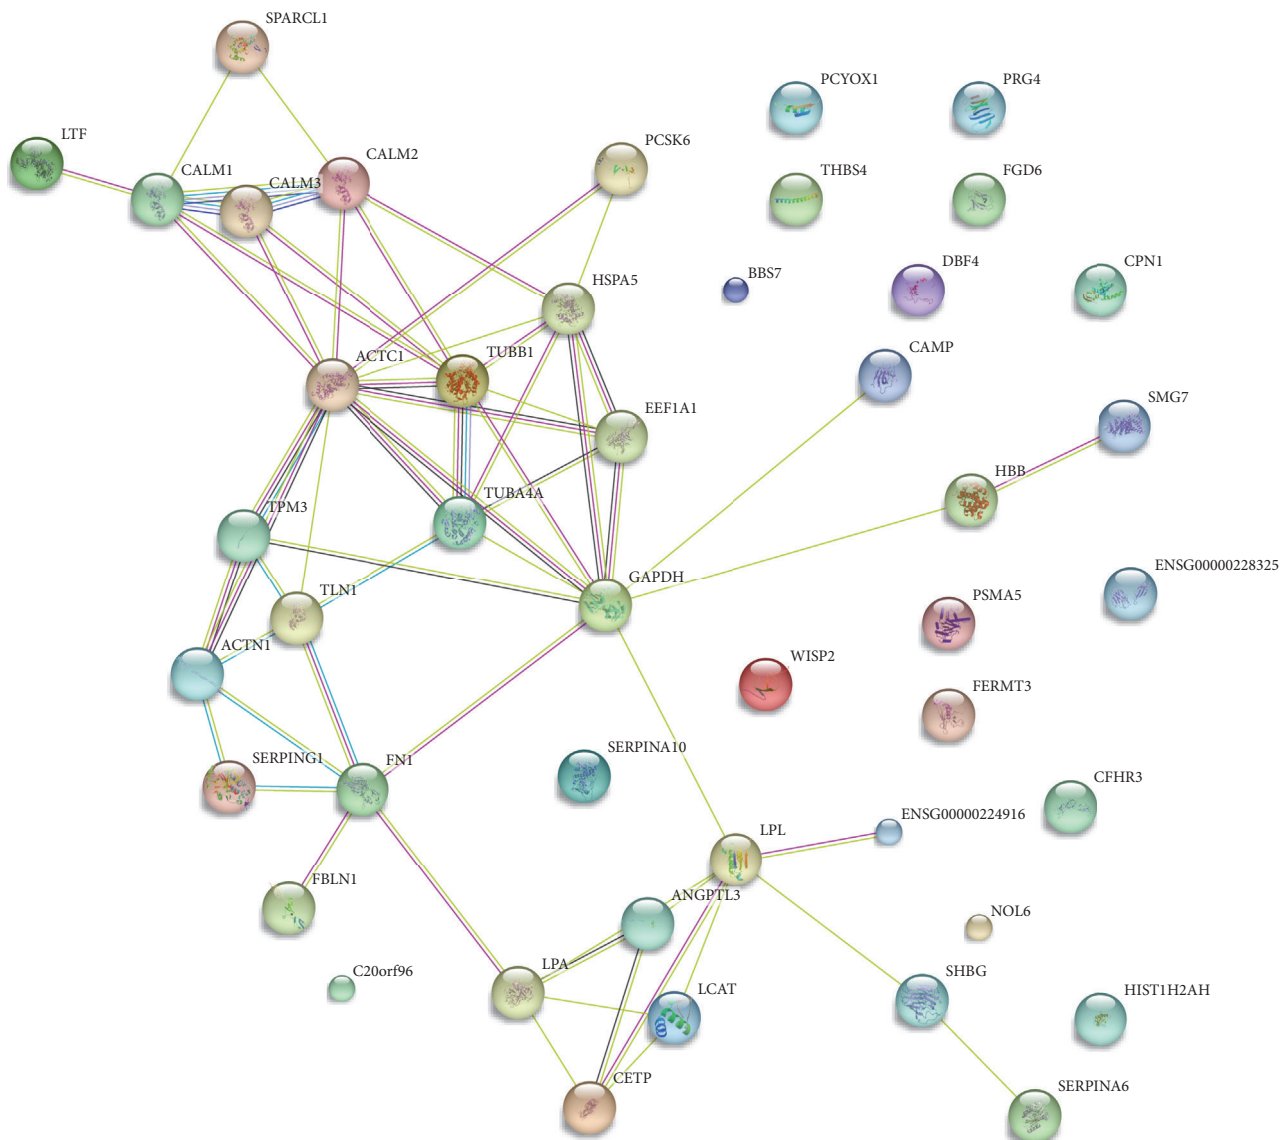 SPARCL1
PCYOX1
PRG4
LTF
PCSK6
CALM2
CALM1
CALM3
THBS4
FGD6
BBS7
DBF4
CPN1
HSPA5
CAMP
ACTC1
TUBB1
EEF1A1
SMG7
HBB
TPM3
TUBA4A
ENSG00000228325
GAPDH
TLN1
PSMA5
ACTN1
WISP2
FERMT3
SERPING1
FN1
SERPINA10
CFHR3
ENSG00000224916
LPL
FBLN1
ANGPTL3
NOL6
C20orf96
LPA
LCAT
SHBG
HIST1H2AH
CETP
SERPINA6